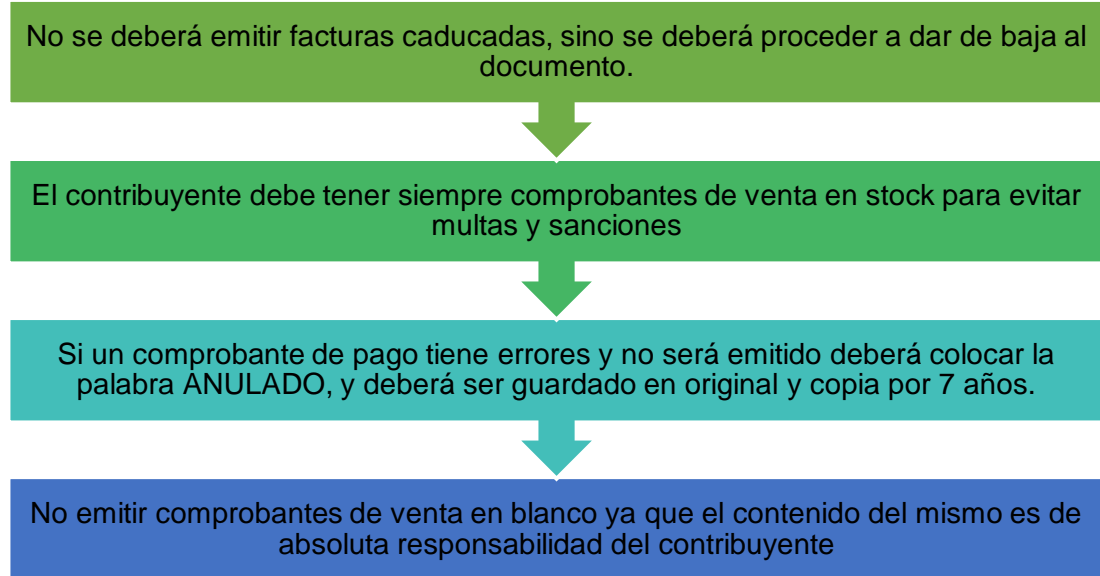 No se deberá emitir facturas caducadas, sino se deberá proceder a dar de baja al
documento.
El contribuyente debe tener siempre comprobantes de venta en stock para evitar
multas y sanciones
Si un comprobante de pago tiene errores y no será emitido deberá colocar la
palabra ANULADO, y deberá ser guardado en original y copia por 7 años.
No emitir comprobantes de venta en blanco ya que el contenido del mismo es de
absoluta responsabilidad del contribuyente